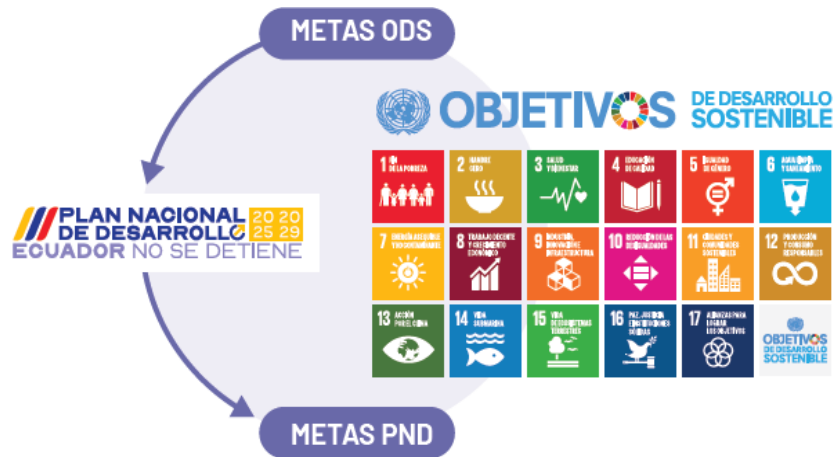 METAS ODS
OBJETIVOS DE DESARROLLO SOSTENIBLE
1 FIN DE LA POBREZA
2 HAMBRE CERO
3 SALUD Y BIENESTAR
4 EDUCACIÓN DE CALIDAD
5 IGUALDAD DE GÉNERO
6 AGUA LIMPIA Y SANEAMIENTO
PLAN NACIONAL DE DESARROLLO 2025 2029
ECUADOR NO SE DETIENE
7 ENERGÍA ASEQUIBLE Y NO CONTAMINANTE
8 TRABAJO DECENTE Y CRECIMIENTO ECONÓMICO
9 INDUSTRIA, INNOVACIÓN E INFRAESTRUCTURA
10 REDUCCIÓN DE LAS DESIGUALDADES
11 CIUDADES Y COMUNIDADES SOSTENIBLES
12 PRODUCCIÓN Y CONSUMO RESPONSABLES
13 ACCIÓN POR EL CLIMA
14 VIDA SUBMARINA
15 VIDA DE ECOSISTEMAS TERRESTRES
16 PAZ, JUSTICIA E INSTITUCIONES SÓLIDAS
17 ALIANZAS PARA LOGRAR LOS OBJETIVOS
OBJETIVOS
DE DESARROLLO
SOSTENIBLE
METAS PND